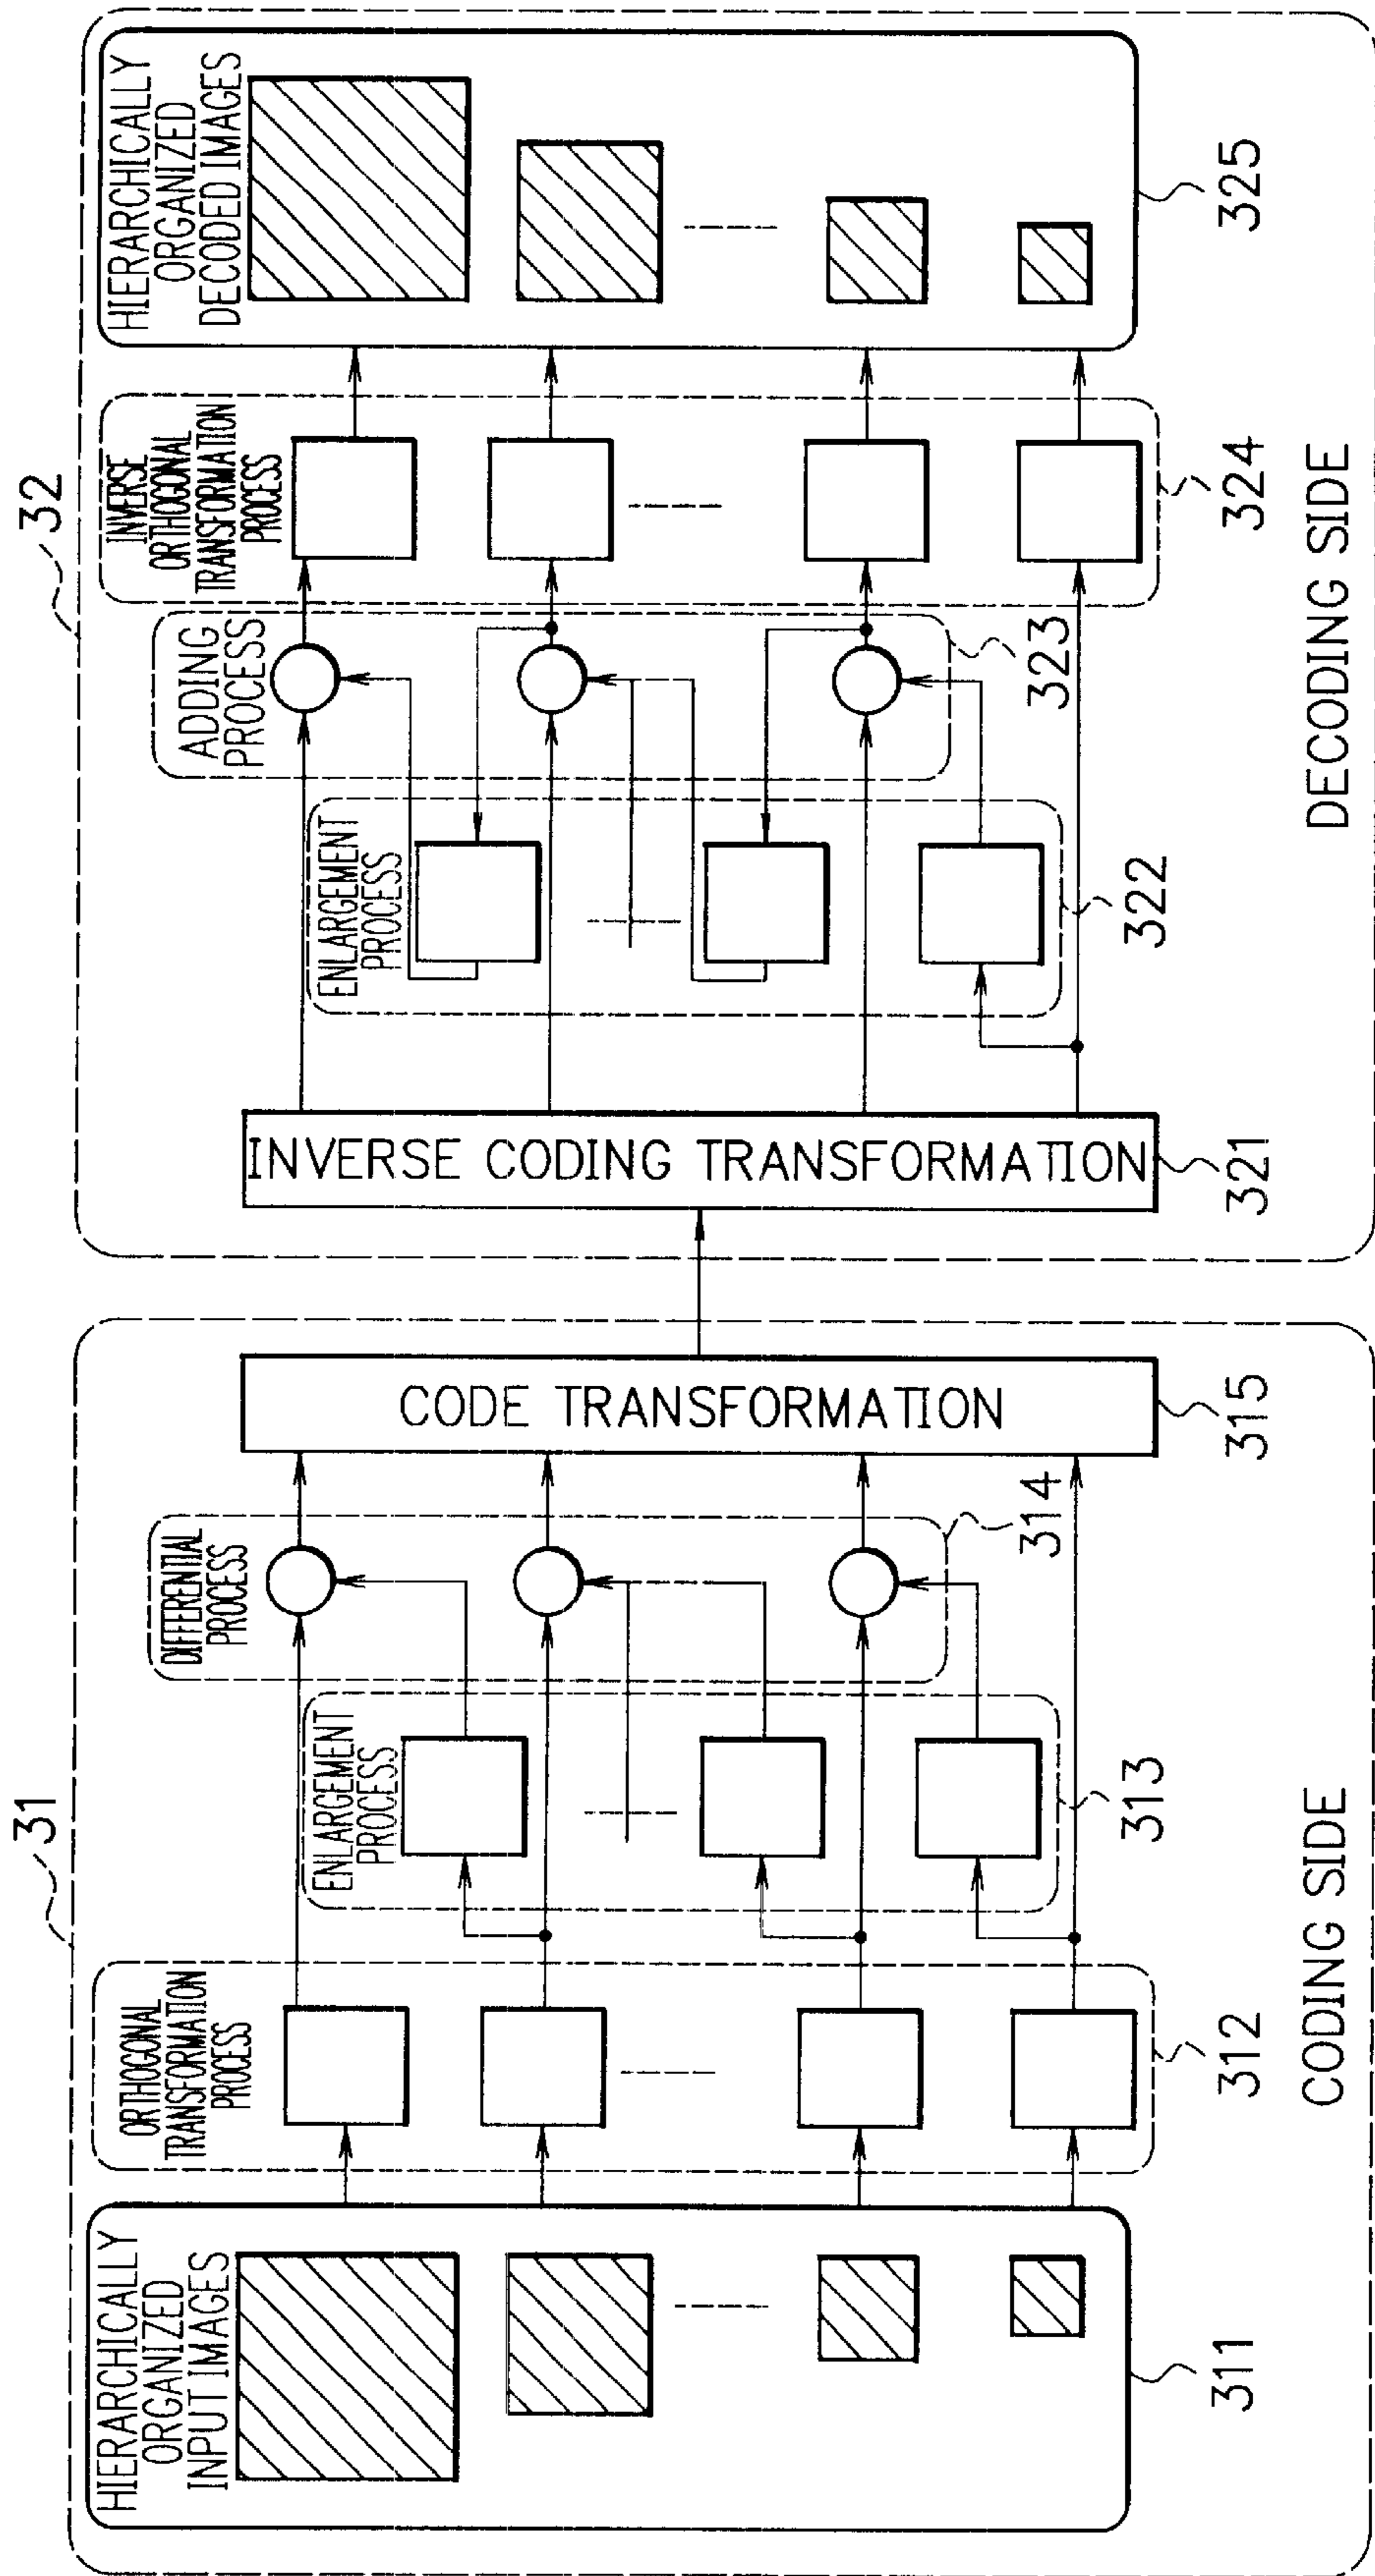 31
HIERARCHICALLY
ORGANIZED
INPUT IMAGES
311
ORTHOGONAL
TRANSFORMATION
PROCESS
312
ENLARGEMENT
PROCESS
313
DIFFERENTIAL
PROCESS
314
CODE TRANSFORMATION
315
CODING SIDE
32
INVERSE CODING TRANSFORMATION
321
ENLARGEMENT
PROCESS
322
ADDING
PROCESS
323
INVERSE
ORTHOGONAL
TRANSFORMATION
PROCESS
324
HIERARCHICALLY
ORGANIZED
DECODED IMAGES
325
DECODING SIDE